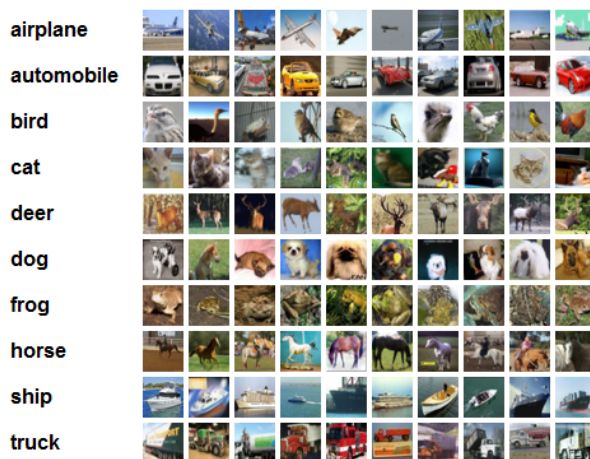 airplane
automobile
bird
cat
deer
dog
frog
horse
ship
truck